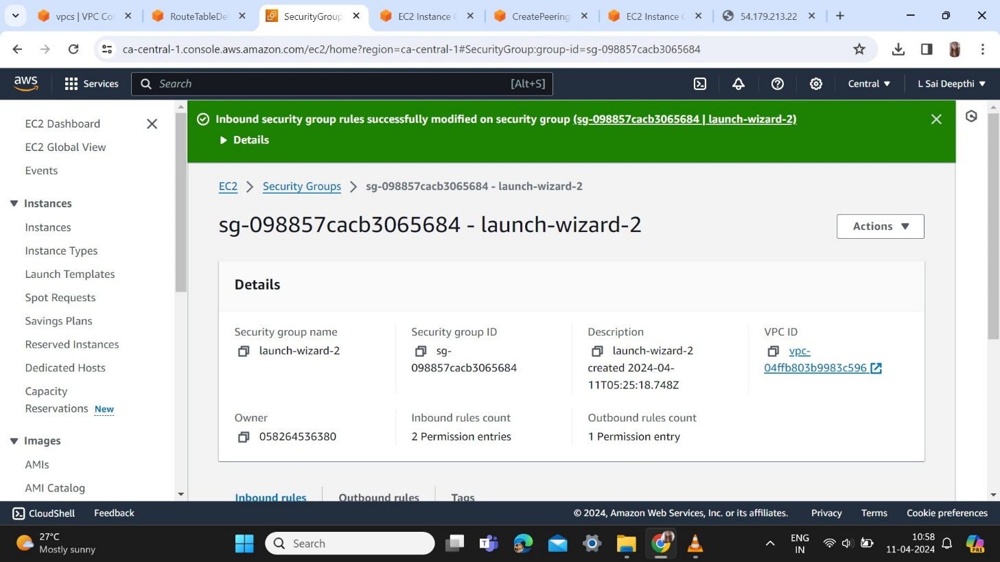 vpcs | VPC Co
RouteTableDe
SecurityGroup
EC2 Instance
CreatePeering
EC2 Instance
54.179.213.22
ca-central-1.console.aws.amazon.com/ec2/home?region=ca-central-1#SecurityGroup:group-id=sg-098857cacb3065684
aws
Services
Search
[Alt+S]
Central
L Sai Deepthi
EC2 Dashboard
EC2 Global View
Events
Instances
Instances
Instance Types
Launch Templates
Spot Requests
Savings Plans
Reserved Instances
Dedicated Hosts
Capacity
Reservations New
Images
AMIs
AMI Catalog
Inbound security group rules successfully modified on security group (sg-098857cacb3065684 | launch-wizard-2)
Details
EC2 > Security Groups > sg-098857cacb3065684 - launch-wizard-2
sg-098857cacb3065684 - launch-wizard-2
Actions
Details
Security group name
launch-wizard-2
Security group ID
sg-
098857cacb3065684
Description
launch-wizard-2
created 2024-04-
11T05:25:18.748Z
VPC ID
vpc-
04ffb803b9983c596
Owner
058264536380
Inbound rules count
2 Permission entries
Outbound rules count
1 Permission entry
Inbound rules
Outbound rules
Tags
CloudShell
Feedback
© 2024, Amazon Web Services, Inc. or its affiliates.
Privacy
Terms
Cookie preferences
27°C
Mostly sunny
Search
ENG
IN
10:58
11-04-2024
PRE